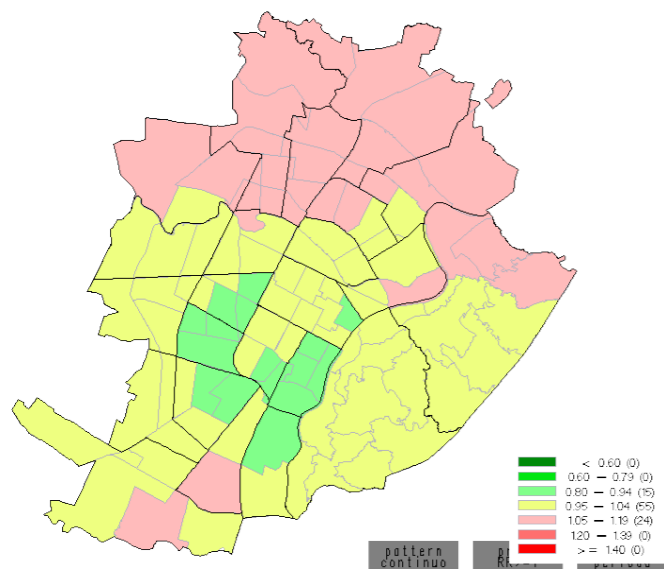 < 0.60 (0)
0.60 – 0.79 (0)
0.80 – 0.94 (15)
0.95 – 1.04 (55)
1.05 – 1.19 (24)
1.20 – 1.39 (0)
>= 1.40 (0)
pattern
continuo